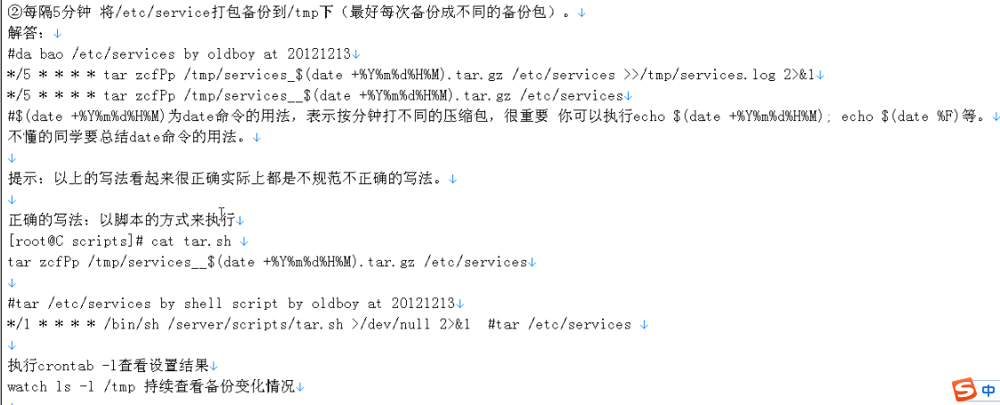 ②每隔5分钟 将/etc/service打包备份到/tmp下（最好每次备份成不同的备份包）。↓
解答：↓
#da bao /etc/services by oldboy at 20121213↓
*/5 * * * * tar zcfPp /tmp/services_$(date +%Y%m%d%H%M).tar.gz /etc/services >>/tmp/services.log 2>&1↓
*/5 * * * * tar zcfPp /tmp/services__$(date +%Y%m%d%H%M).tar.gz /etc/services↓
#$(date +%Y%m%d%H%M)为date命令的用法，表示按分钟打不同的压缩包，很重要 你可以执行echo $(date +%Y%m%d%H%M); echo $(date %F)等。↓
不懂的同学要总结date命令的用法。↓
↓
提示：以上的写法看起来很正确实际上都是不规范不正确的写法。↓
↓
正确的写法：以脚本的方式来执行↓
[root@C scripts]# cat tar.sh ↓
tar zcfPp /tmp/services__$(date +%Y%m%d%H%M).tar.gz /etc/services↓
↓
#tar /etc/services by shell script by oldboy at 20121213↓
*/1 * * * * /bin/sh /server/scripts/tar.sh >/dev/null 2>&1  #tar /etc/services ↓
↓
执行crontab -l查看设置结果↓
watch ls -l /tmp 持续查看备份变化情况↓
S 中